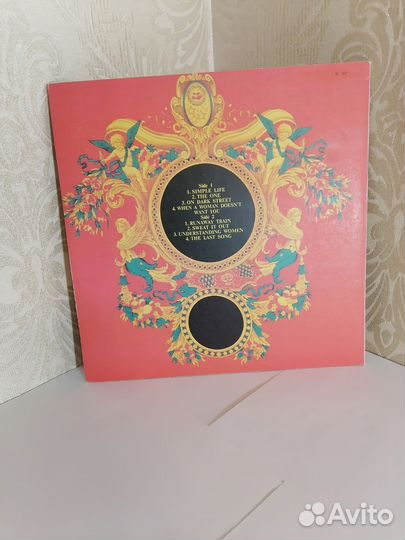 Side 1
1. SIMPLE LIFE
2. THE ONE
3. ON DARK STREET
4. WHEN A WOMAN DOESN'T
WANT YOU
Side 2
1. RUNAWAY TRAIN
2. SWEAT IT OUT
3. UNDERSTANDING WOMEN
4. THE LAST SONG
Avito